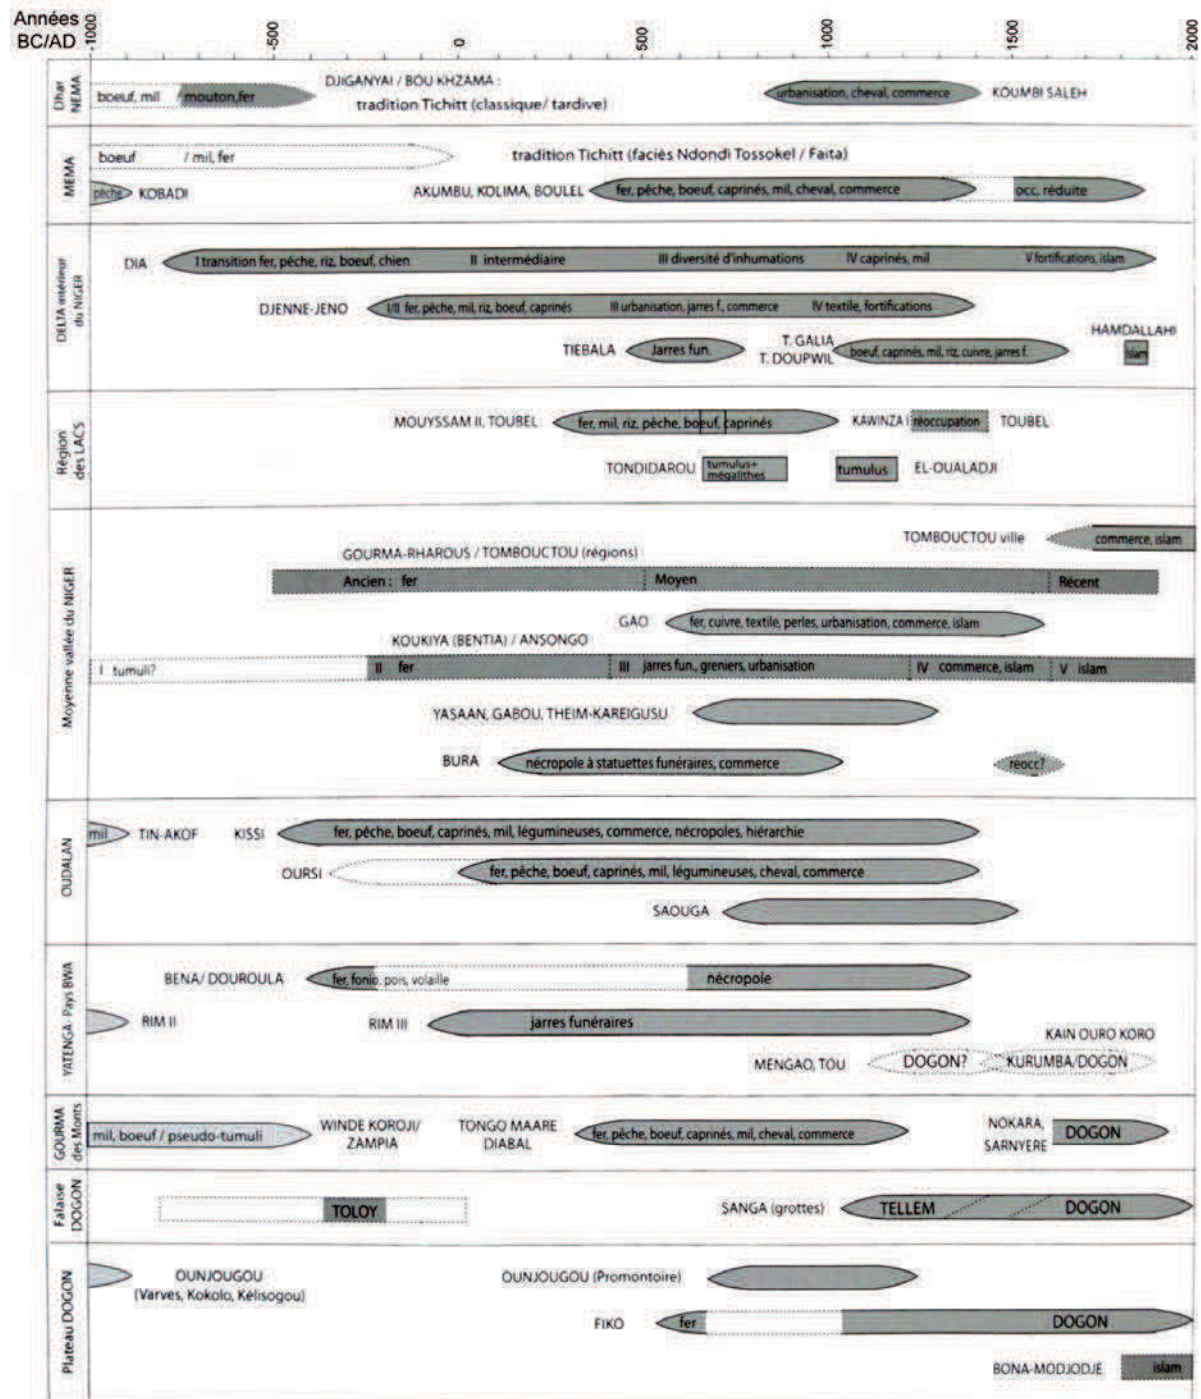 Années
BC/AD
-1000
-500
0
500
1000
1500
2000
Dhar
NEMA
boeuf, mil / mouton,fer
DJIGANYAI / BOU KHZAMA :
tradition Tichitt (classique/ tardive)
urbanisation, cheval, commerce
KOUMBI SALEH
MEMA
boeuf / mil, fer
tradition Tichitt (faciès Ndondi Tossokel / Faita)
pêche
KOBADI
AKUMBU, KOLIMA, BOULEL
fer, pêche, boeuf, caprinés, mil, cheval, commerce
occ. réduite
DELTA intérieur
du NIGER
DIA
I transition fer, pêche, riz, boeuf, chien
II intermédiaire
III diversité d'inhumations
IV caprinés, mil
V fortifications, islam
DJENNE-JENO
I/II fer, pêche, mil, riz, boeuf, caprinés
III urbanisation, jarres f., commerce
IV textile, fortifications
TIEBALA
Jarres fun.
T. GALIA
T. DOUPWIL
boeuf, caprinés, mil, riz, cuivre, jarres f.
HAMDALLAHI
islam
Région
des LACS
MOUYSSAM II, TOUBEL
fer, mil, riz, pêche, boeuf, caprinés
KAWINZA I
réoccupation
TOUBEL
TONDIDAROU
tumulus+
mégalithes
tumulus
EL-OUALADJI
Moyenne vallée du NIGER
TOMBOUCTOU ville
commerce, islam
GOURMA-RHAROUS / TOMBOUCTOU (régions)
Ancien : fer
Moyen
Récent
GAO
fer, cuivre, textile, perles, urbanisation, commerce, islam
KOUKIYA (BENTIA) / ANSONGO
I tumuli?
II fer
III jarres fun., greniers, urbanisation
IV commerce, islam
V islam
YASAAN, GABOU, THEIM-KAREIGUSU
BURA
nécropole à statuettes funéraires, commerce
réocc?
OUDALAN
mil
TIN-AKOF
KISSI
fer, pêche, boeuf, caprinés, mil, légumineuses, commerce, nécropoles, hiérarchie
OURSI
fer, pêche, boeuf, caprinés, mil, légumineuses, cheval, commerce
SAOUGA
YATENGA - Pays BWA
BENA/ DOUROULA
fer, fonio, pois, volaille
nécropole
RIM II
RIM III
jarres funéraires
KAIN OURO KORO
MENGAO, TOU
DOGON?
KURUMBA/DOGON
GOURMA
des Monts
mil, boeuf / pseudo-tumuli
WINDE KOROJI/
ZAMPIA
TONGO MAARE
DIABAL
fer, pêche, boeuf, caprinés, mil, cheval, commerce
NOKARA,
SARNYERE
DOGON
Falaise
DOGON
TOLOY
SANGA (grottes)
TELLEM
DOGON
Plateau DOGON
OUNJOUGOU
(Varves, Kokolo, Kélisogou)
OUNJOUGOU (Promontoire)
FIKO
fer
DOGON
BONA-MODJODJE
islam